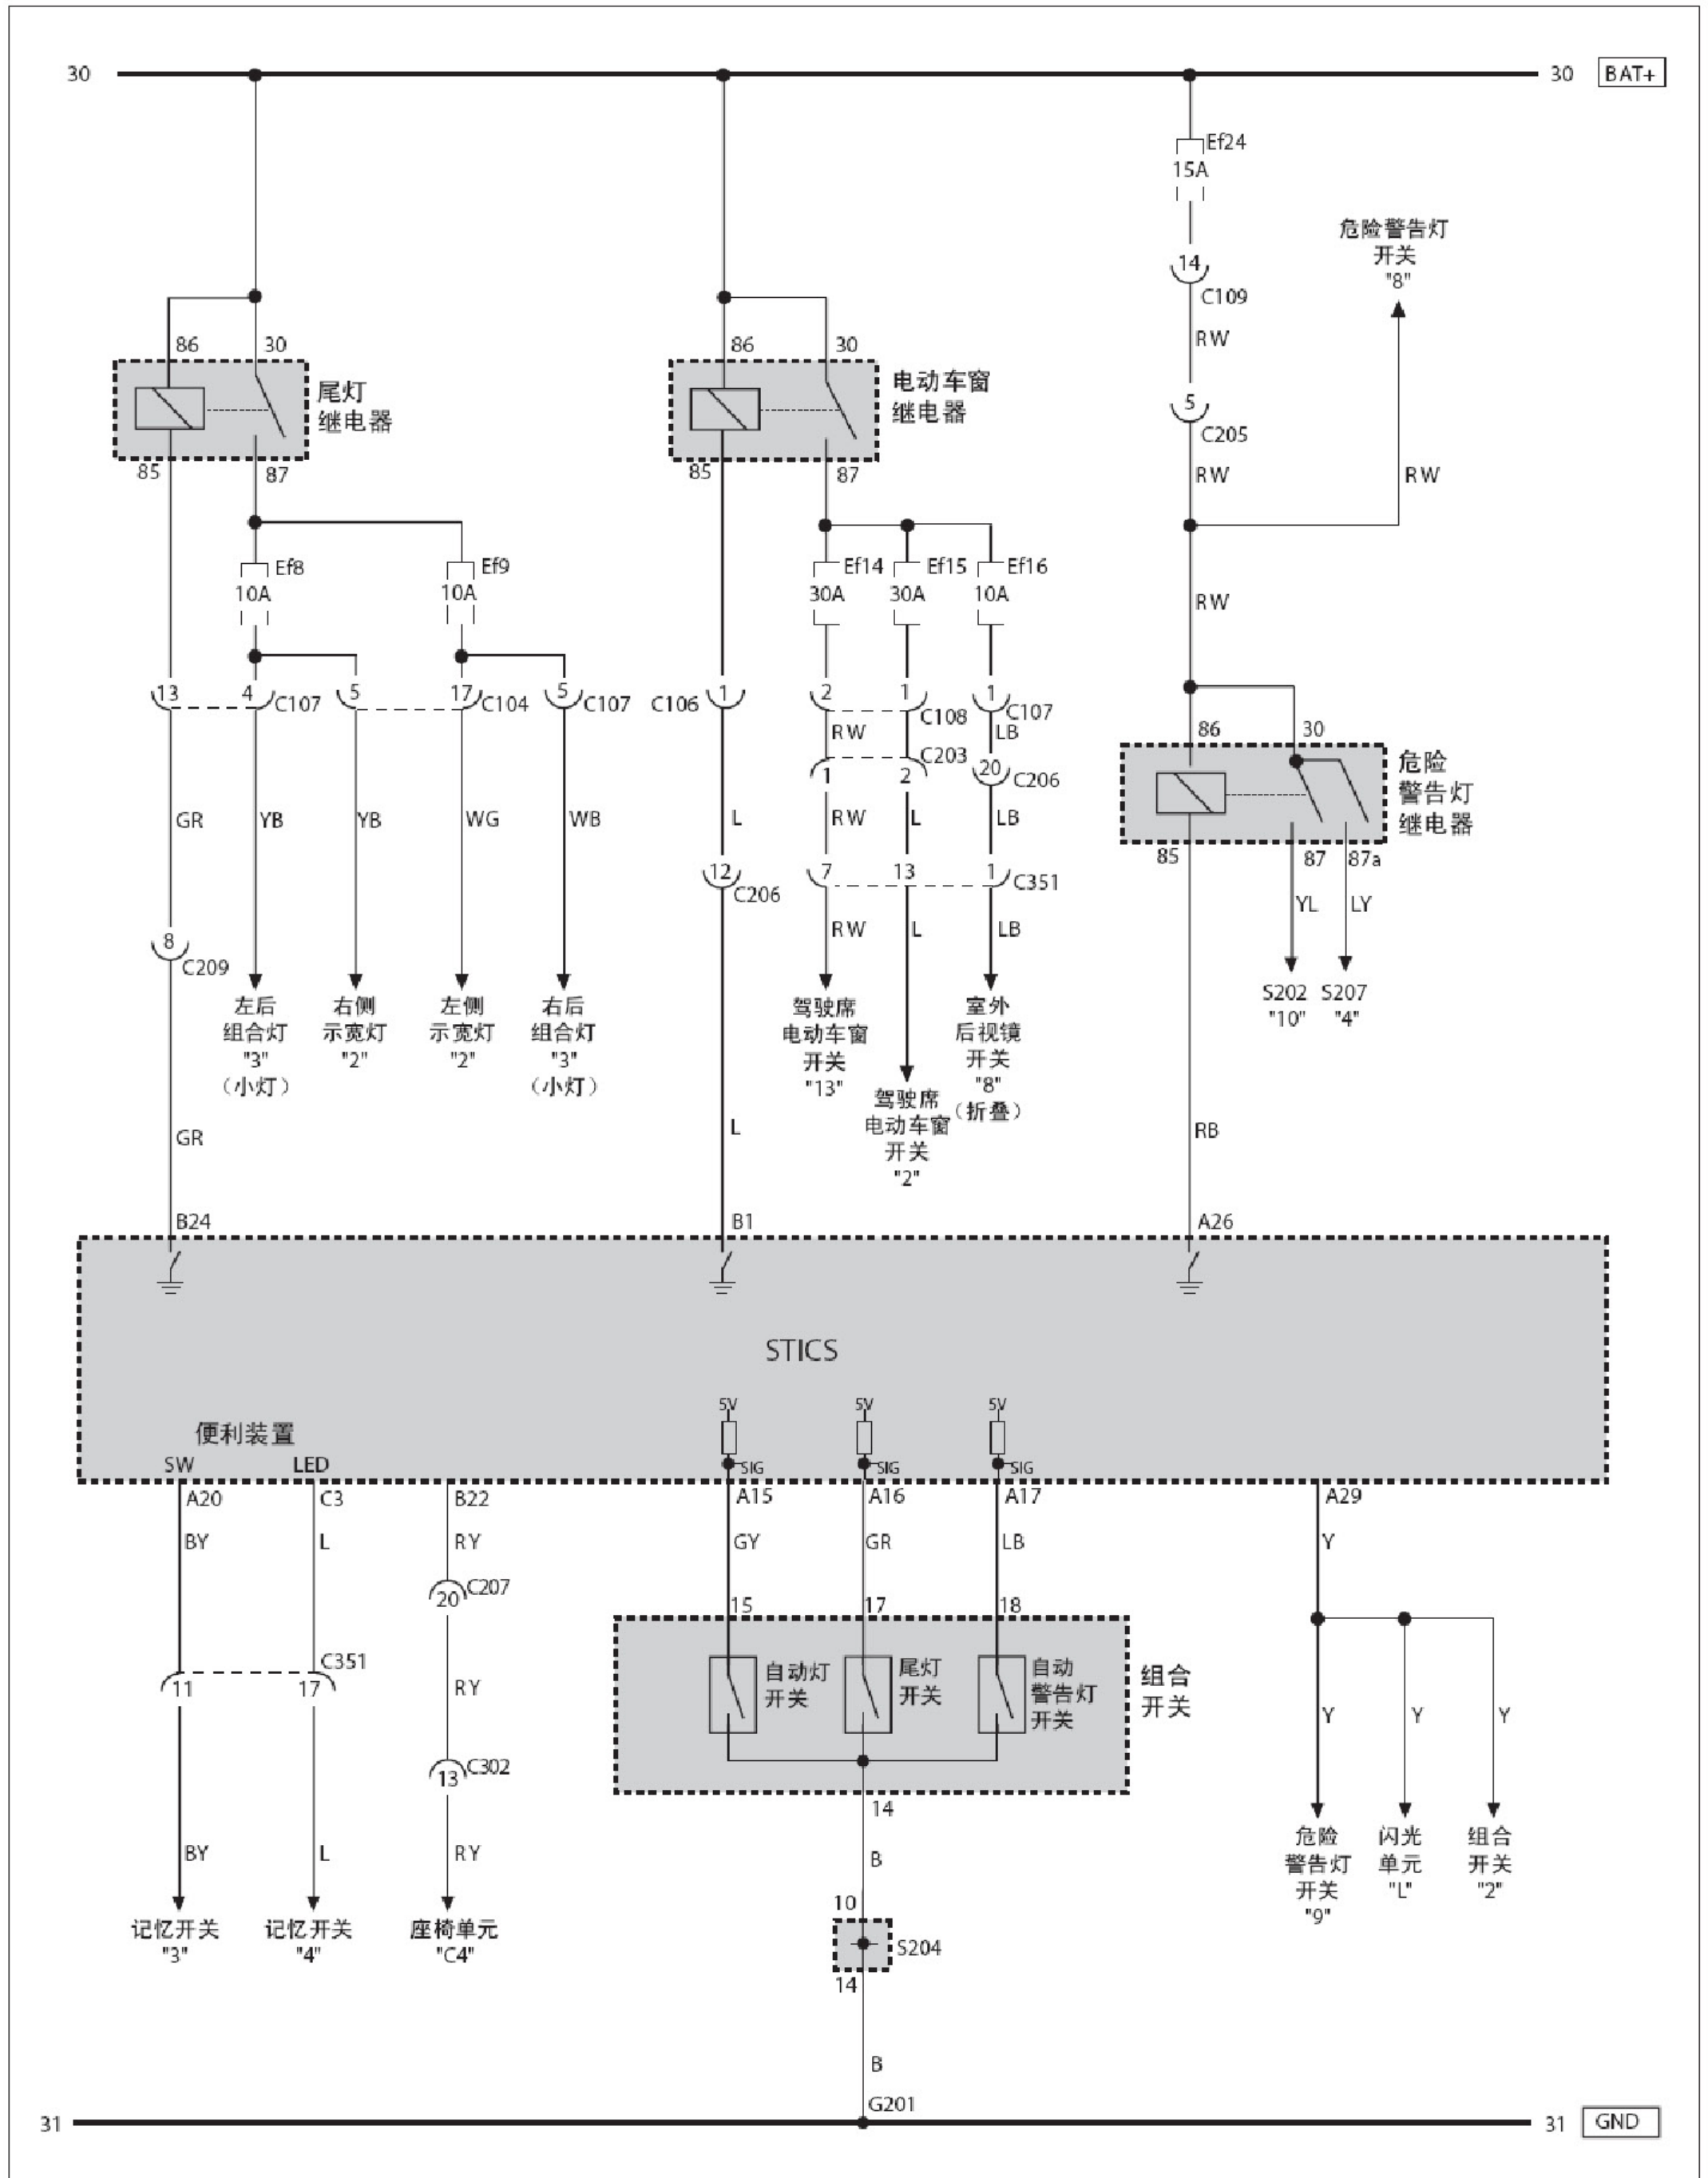 30
30
BAT+
Ef24
15A
危险警告灯
开关
"8"
14
C109
RW
86
30
尾灯
继电器
85
87
86
30
电动车窗
继电器
85
87
5
C205
RW
RW
Ef8
10A
Ef9
10A
Ef14
30A
Ef15
30A
Ef16
10A
RW
13
4
C107
5
17
C104
5
C107
C106
1
2
1
C108
1
C107
RW
LB
C203
1
2
20
C206
86
30
危险
警告灯
继电器
85
87
87a
GR
YB
YB
WG
WB
L
RW
L
LB
12
C206
7
13
1
C351
YL
LY
RW
L
LB
8
C209
左后
组合灯
"3"
（小灯）
右侧
示宽灯
"2"
左侧
示宽灯
"2"
右后
组合灯
"3"
（小灯）
驾驶席
电动车窗
开关
"13"
驾驶席
电动车窗
开关
"2"
室外
后视镜
开关
"8"
（折叠）
S202
"10"
S207
"4"
GR
L
RB
B24
B1
A26
STICS
5V
5V
5V
便利装置
SW
LED
SIG
SIG
SIG
A20
C3
B22
A15
A16
A17
A29
BY
L
RY
GY
GR
LB
Y
20
C207
15
17
18
C351
11
17
RY
自动灯
开关
尾灯
开关
自动
警告灯
开关
组合
开关
Y
Y
Y
13
C302
14
BY
L
RY
B
危险
警告灯
开关
"9"
闪光
单元
"L"
组合
开关
"2"
记忆开关
"3"
记忆开关
"4"
座椅单元
"C4"
10
S204
14
B
G201
31
31
GND